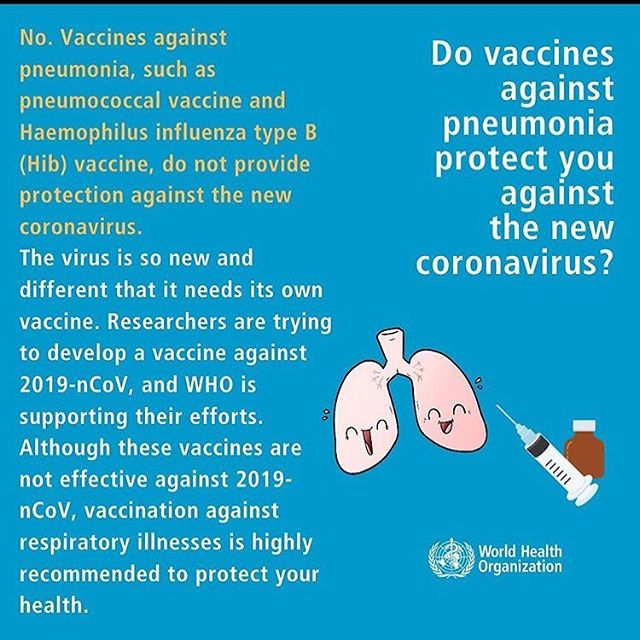 No. Vaccines against
pneumonia, such as
pneumococcal vaccine and
Haemophilus influenza type B
(Hib) vaccine, do not provide
protection against the new
coronavirus.
The virus is so new and
different that it needs its own
vaccine. Researchers are trying
to develop a vaccine against
2019-nCoV, and WHO is
supporting their efforts.
Although these vaccines are
not effective against 2019-
nCoV, vaccination against
respiratory illnesses is highly
recommended to protect your
health.
Do vaccines
against
pneumonia
protect you
against
the new
coronavirus?
World Health
Organization